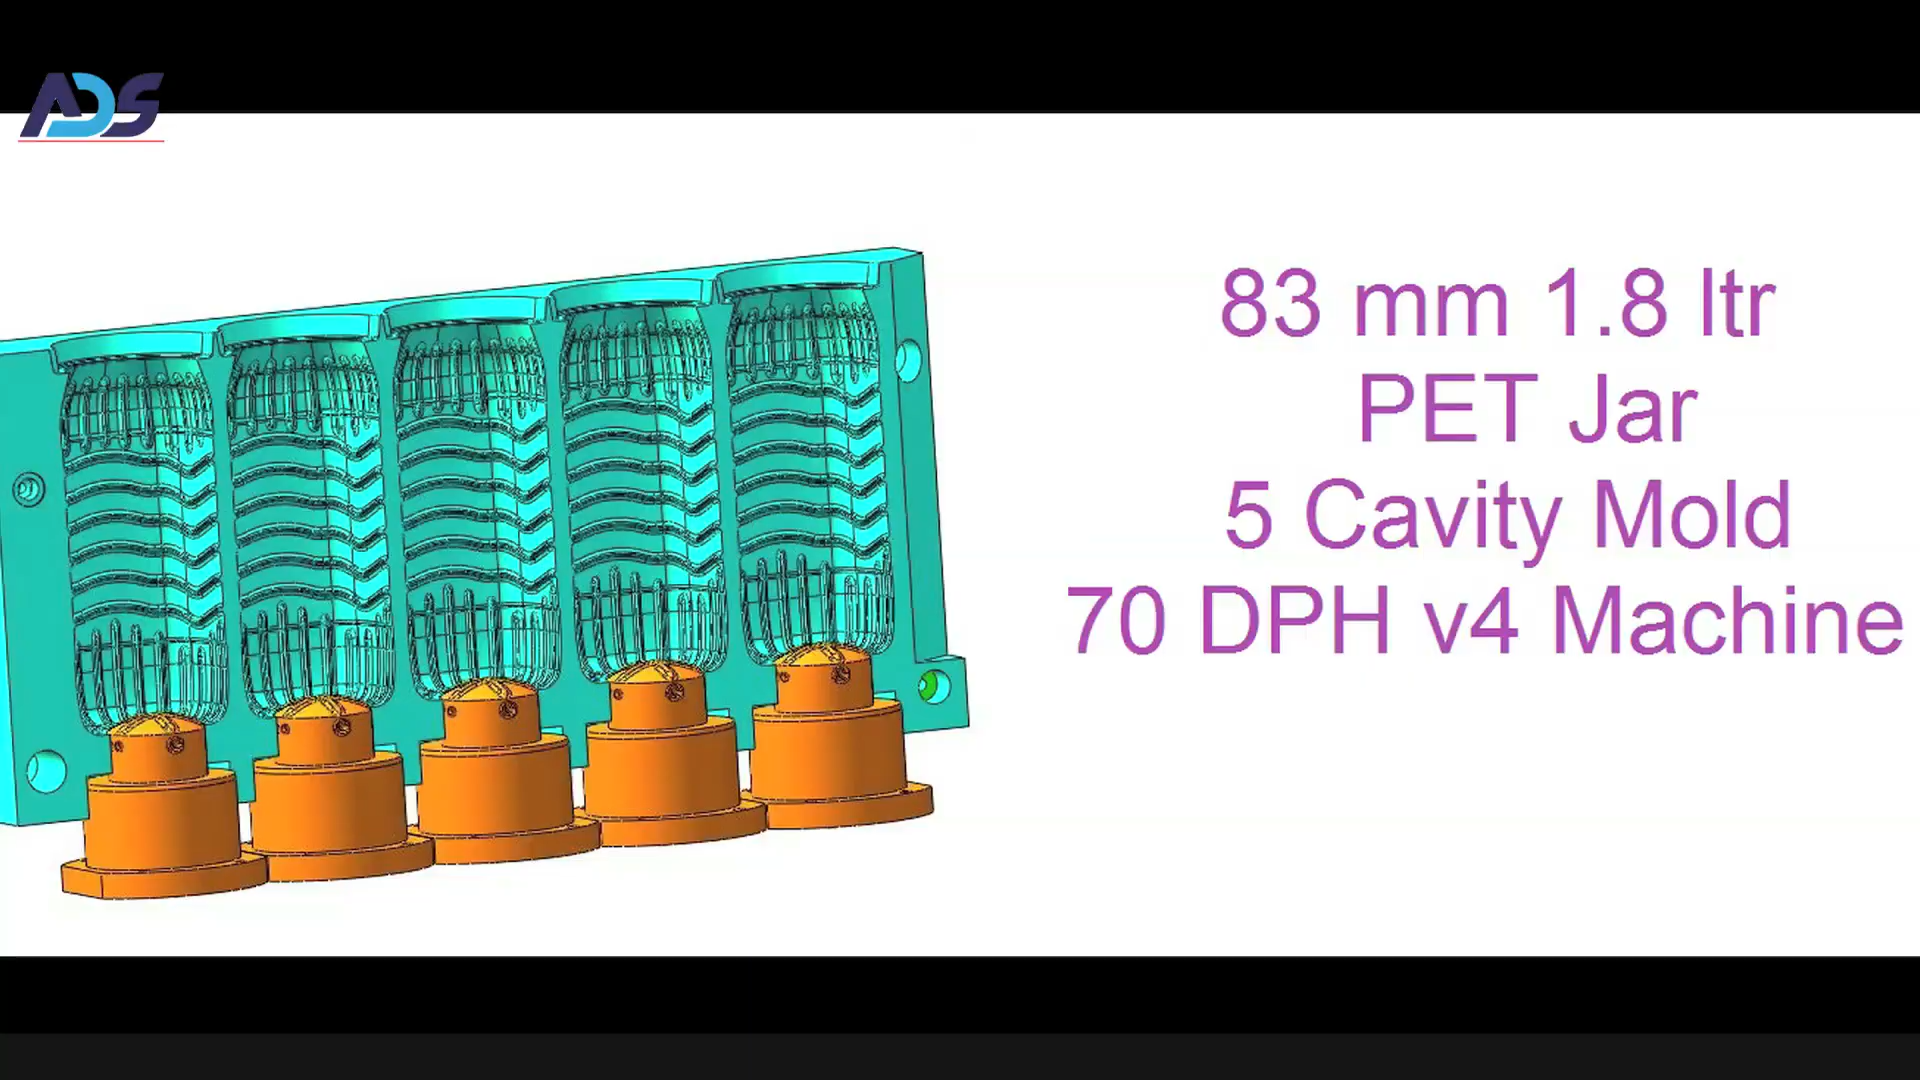 ADS
83 mm 1.8 ltr
PET Jar
5 Cavity Mold
70 DPH v4 Machine